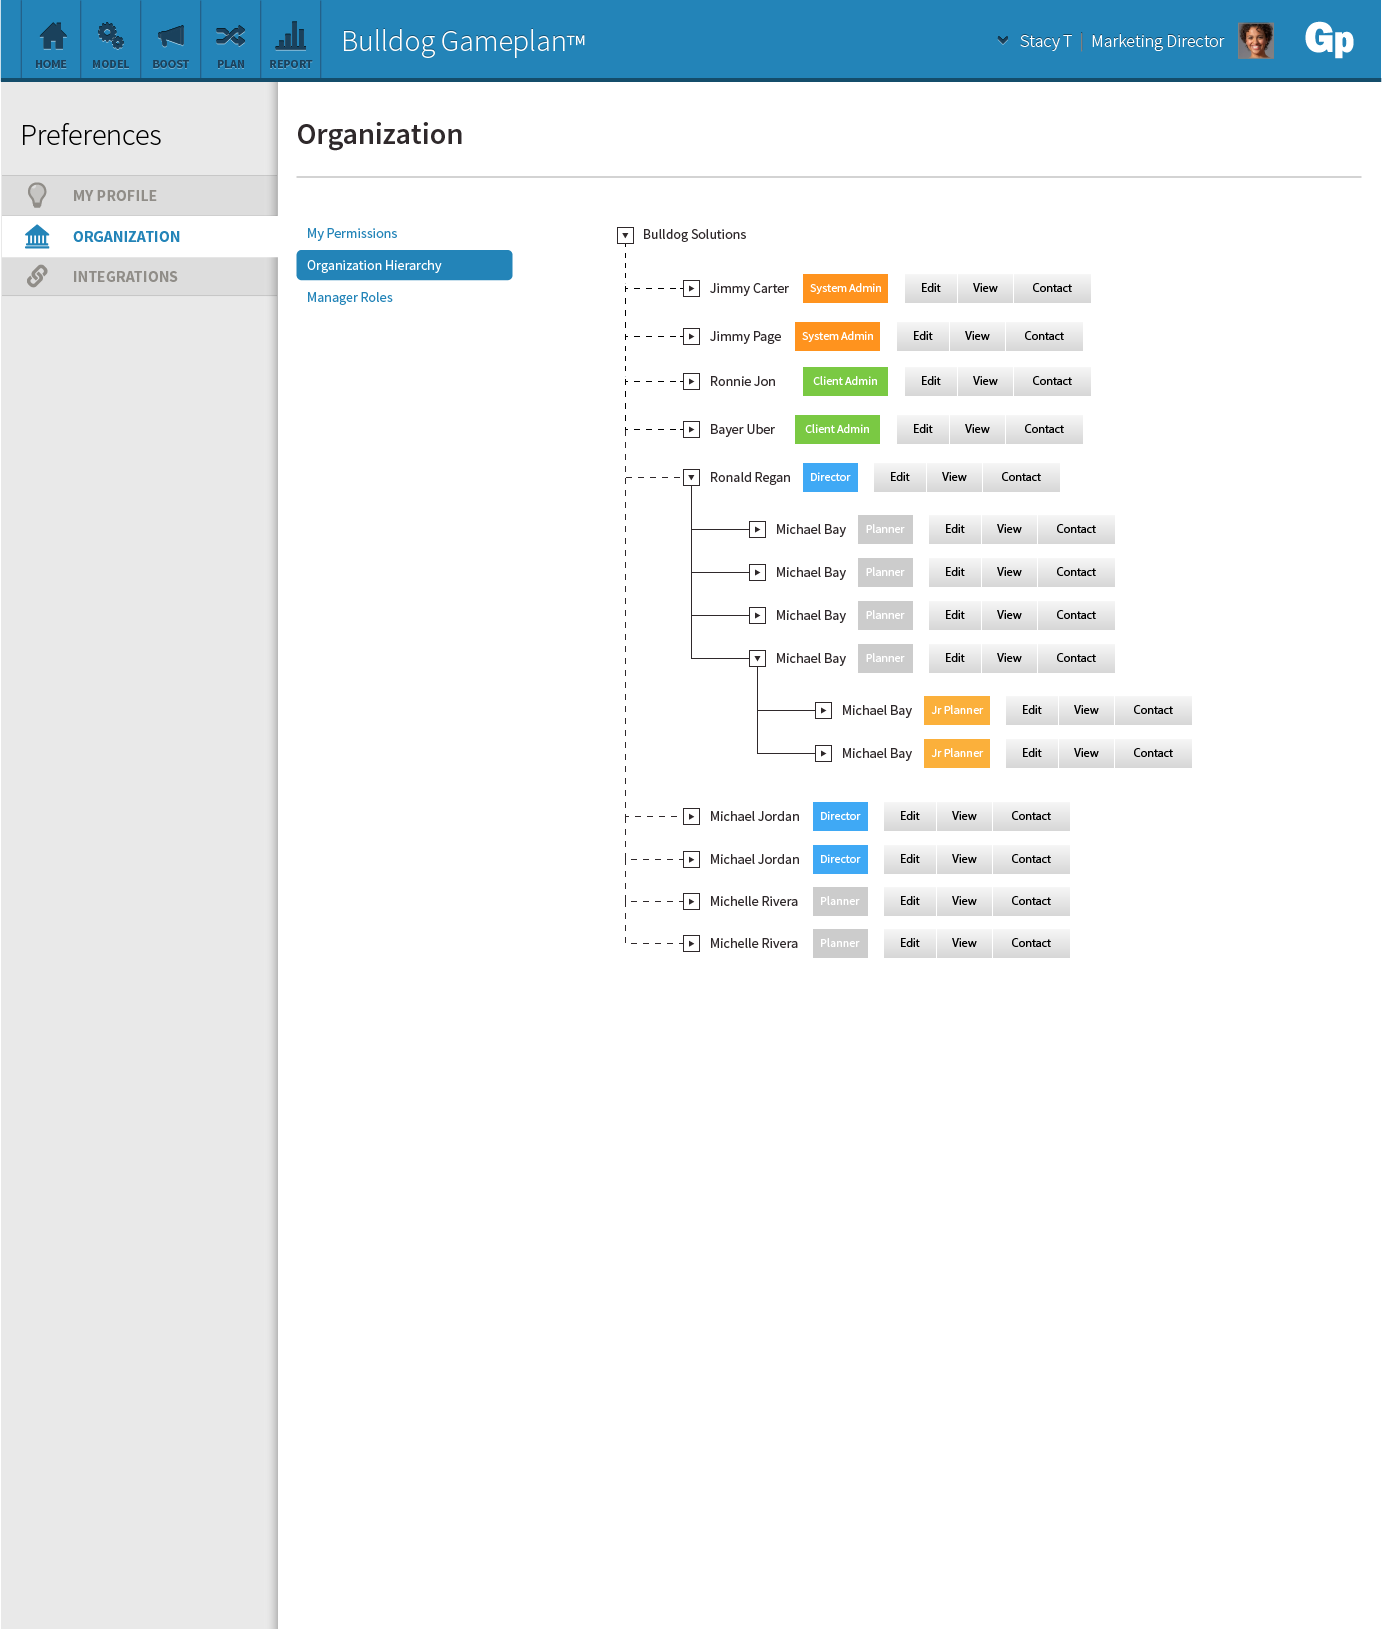 HOME MODEL BOOST PLAN REPORT Bulldog Gameplan™ Stacy T Marketing Director Gp
Preferences
MY PROFILE
ORGANIZATION
INTEGRATIONS
Organization
My Permissions
Organization Hierarchy
Manager Roles
Bulldog Solutions
Jimmy Carter System Admin Edit View Contact
Jimmy Page System Admin Edit View Contact
Ronnie Jon Client Admin Edit View Contact
Bayer Uber Client Admin Edit View Contact
Ronald Regan Director Edit View Contact
Michael Bay Planner Edit View Contact
Michael Bay Planner Edit View Contact
Michael Bay Planner Edit View Contact
Michael Bay Planner Edit View Contact
Michael Bay Jr Planner Edit View Contact
Michael Bay Jr Planner Edit View Contact
Michael Jordan Director Edit View Contact
Michael Jordan Director Edit View Contact
Michelle Rivera Planner Edit View Contact
Michelle Rivera Planner Edit View Contact